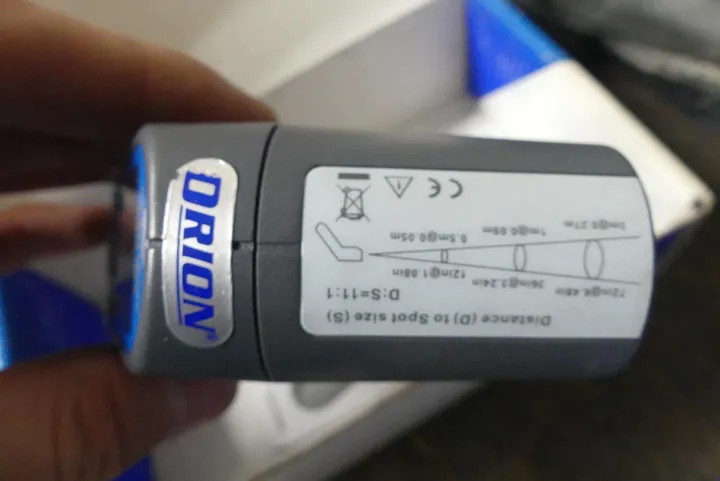 ORION
Distance (D) to Spot size (S)
D:S=11:1
72in@6.48in 36in@3.24in 12in@1.08in
3m@0.27m 1m@0.09m 0.5m@0.05m
CE